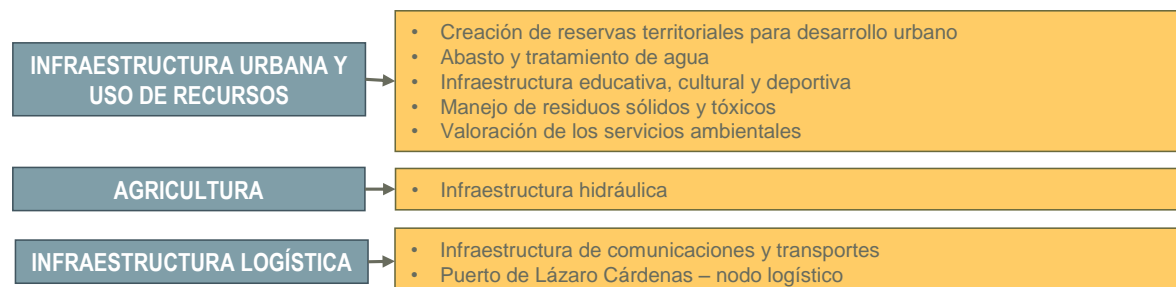 INFRAESTRUCTURA URBANA Y
USO DE RECURSOS
• Creación de reservas territoriales para desarrollo urbano
• Abasto y tratamiento de agua
• Infraestructura educativa, cultural y deportiva
• Manejo de residuos sólidos y tóxicos
• Valoración de los servicios ambientales
AGRICULTURA
• Infraestructura hidráulica
INFRAESTRUCTURA LOGÍSTICA
• Infraestructura de comunicaciones y transportes
• Puerto de Lázaro Cárdenas – nodo logístico